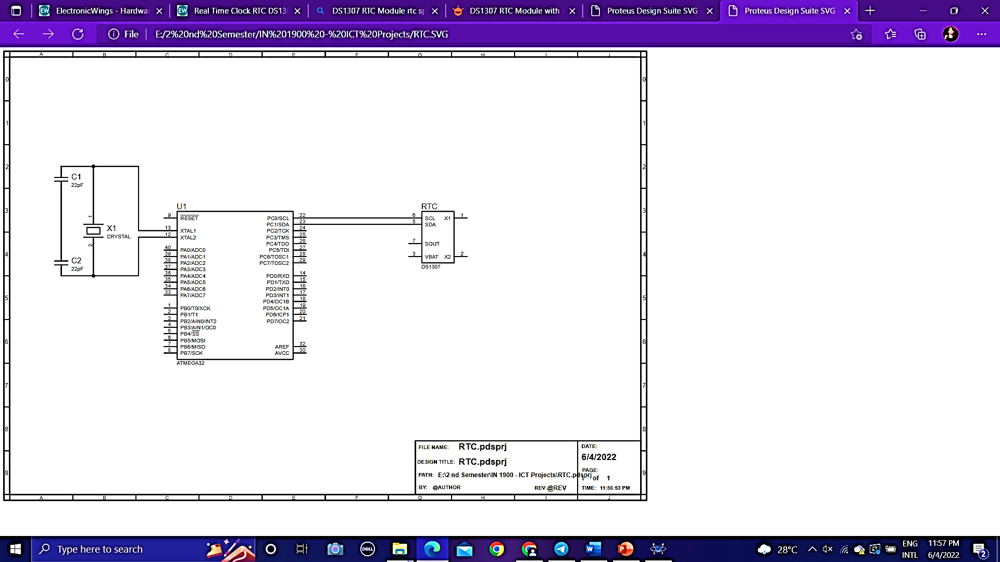 ElectronicWings - Hardwar
Real Time Clock RTC DS13
DS1307 RTC Module rtc sp
DS1307 RTC Module with
Proteus Design Suite SVG
Proteus Design Suite SVG
File
E:/2%20nd%20Semester/IN%201900%20-%20ICT%20Projects/RTC.SVG
A B C D E F G H I J
0 0
1 1
2 2
3 3
4 4
5 5
6 6
7 7
8 8
9 9
C1
22pF
1
X1
CRYSTAL
2
C2
22pF
U1
9 RESET
13 XTAL1
12 XTAL2
40 PA0/ADC0
39 PA1/ADC1
38 PA2/ADC2
37 PA3/ADC3
36 PA4/ADC4
35 PA5/ADC5
34 PA6/ADC6
33 PA7/ADC7
1 PB0/T0/XCK
2 PB1/T1
3 PB2/AIN0/INT2
4 PB3/AIN1/OC0
5 PB4/SS
6 PB5/MOSI
7 PB6/MISO
8 PB7/SCK
PC0/SCL 22
PC1/SDA 23
PC2/TCK 24
PC3/TMS 25
PC4/TDO 26
PC5/TDI 27
PC6/TOSC1 28
PC7/TOSC2 29
PD0/RXD 14
PD1/TXD 15
PD2/INT0 16
PD3/INT1 17
PD4/OC1B 18
PD5/OC1A 19
PD6/ICP1 20
PD7/OC2 21
AREF 32
AVCC 30
ATMEGA32
RTC
6 SCL X1 1
5 SDA
7 SOUT
3 VBAT X2 2
DS1307
FILE NAME: RTC.pdsprj
DESIGN TITLE: RTC.pdsprj
PATH: E:\2 nd Semester\IN 1900 - ICT Projects\RTC.pdsprj
BY: @AUTHOR REV:@REV
DATE:
6/4/2022
PAGE:
1 of 1
TIME: 11:56:53 PM
A B C D E F G H I J
Type here to search
DELL
28°C
ENG
INTL
11:57 PM
6/4/2022
2